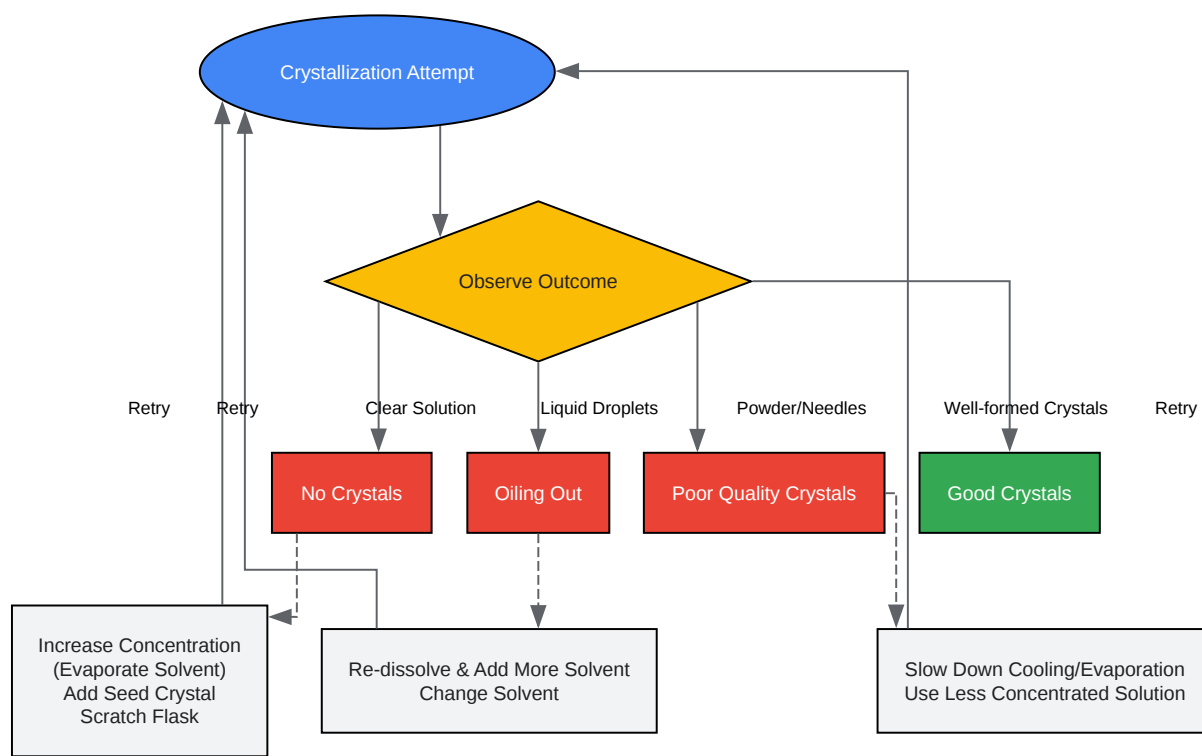 Crystallization Attempt
Observe Outcome
Retry
Retry
Clear Solution
Liquid Droplets
Powder/Needles
Well-formed Crystals
Retry
No Crystals
Oiling Out
Poor Quality Crystals
Good Crystals
Increase Concentration
(Evaporate Solvent)
Add Seed Crystal
Scratch Flask
Re-dissolve & Add More Solvent
Change Solvent
Slow Down Cooling/Evaporation
Use Less Concentrated Solution